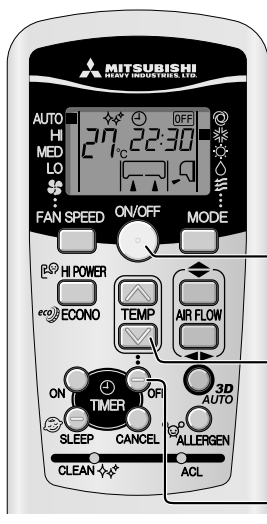 MITSUBISHI
HEAVY INDUSTRIES, LTD.
AUTO OFF
HI 27°C 22:30
MED
LO
FAN SPEED ON/OFF MODE
HI POWER
eco ECONO TEMP AIR FLOW
ON TIMER OFF 3D
AUTO
SLEEP CANCEL ALLERGEN
CLEAN ACL